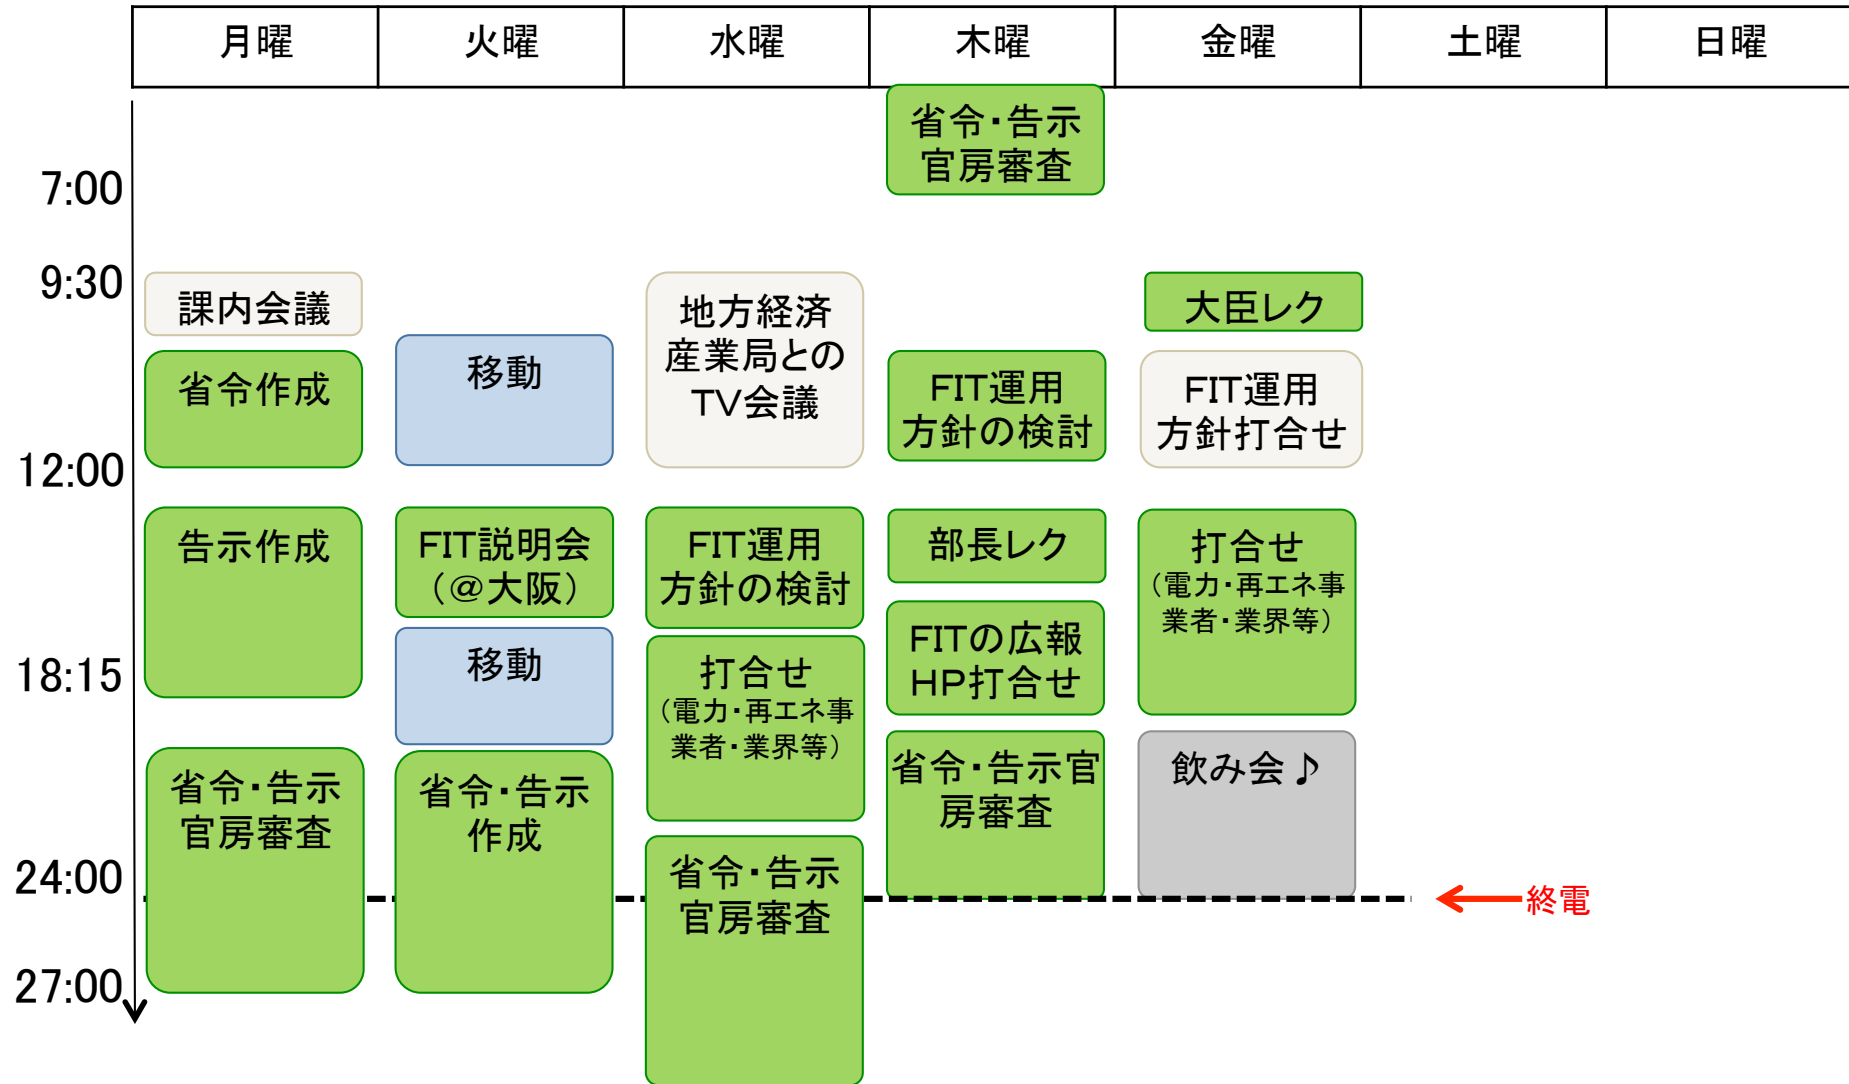 月曜
火曜
水曜
木曜
金曜
土曜
日曜
7:00
9:30
12:00
18:15
24:00
27:00
課内会議
省令作成
告示作成
省令・告示
官房審査
移動
FIT説明会
（＠大阪）
移動
省令・告示
作成
地方経済
産業局との
TV会議
FIT運用
方針の検討
打合せ
（電力・再エネ事
業者・業界等）
省令・告示
官房審査
省令・告示
官房審査
FIT運用
方針の検討
部長レク
FITの広報
HP打合せ
省令・告示官
房審査
大臣レク
FIT運用
方針打合せ
打合せ
（電力・再エネ事
業者・業界等）
飲み会♪
終電